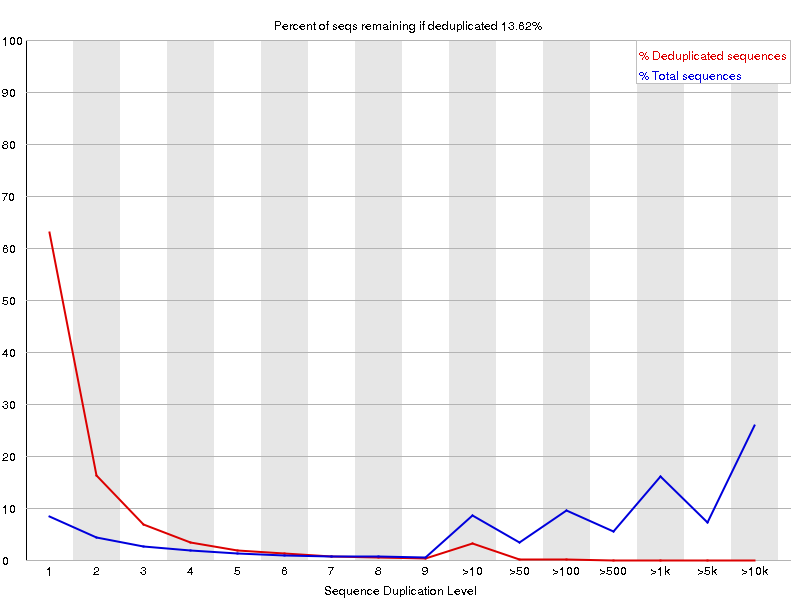 Percent of seqs remaining if deduplicated 13.62%
% Deduplicated sequences
% Total sequences
100
90
80
70
60
50
40
30
20
10
0
1 2 3 4 5 6 7 8 9 >10 >50 >100 >500 >1k >5k >10k
Sequence Duplication Level